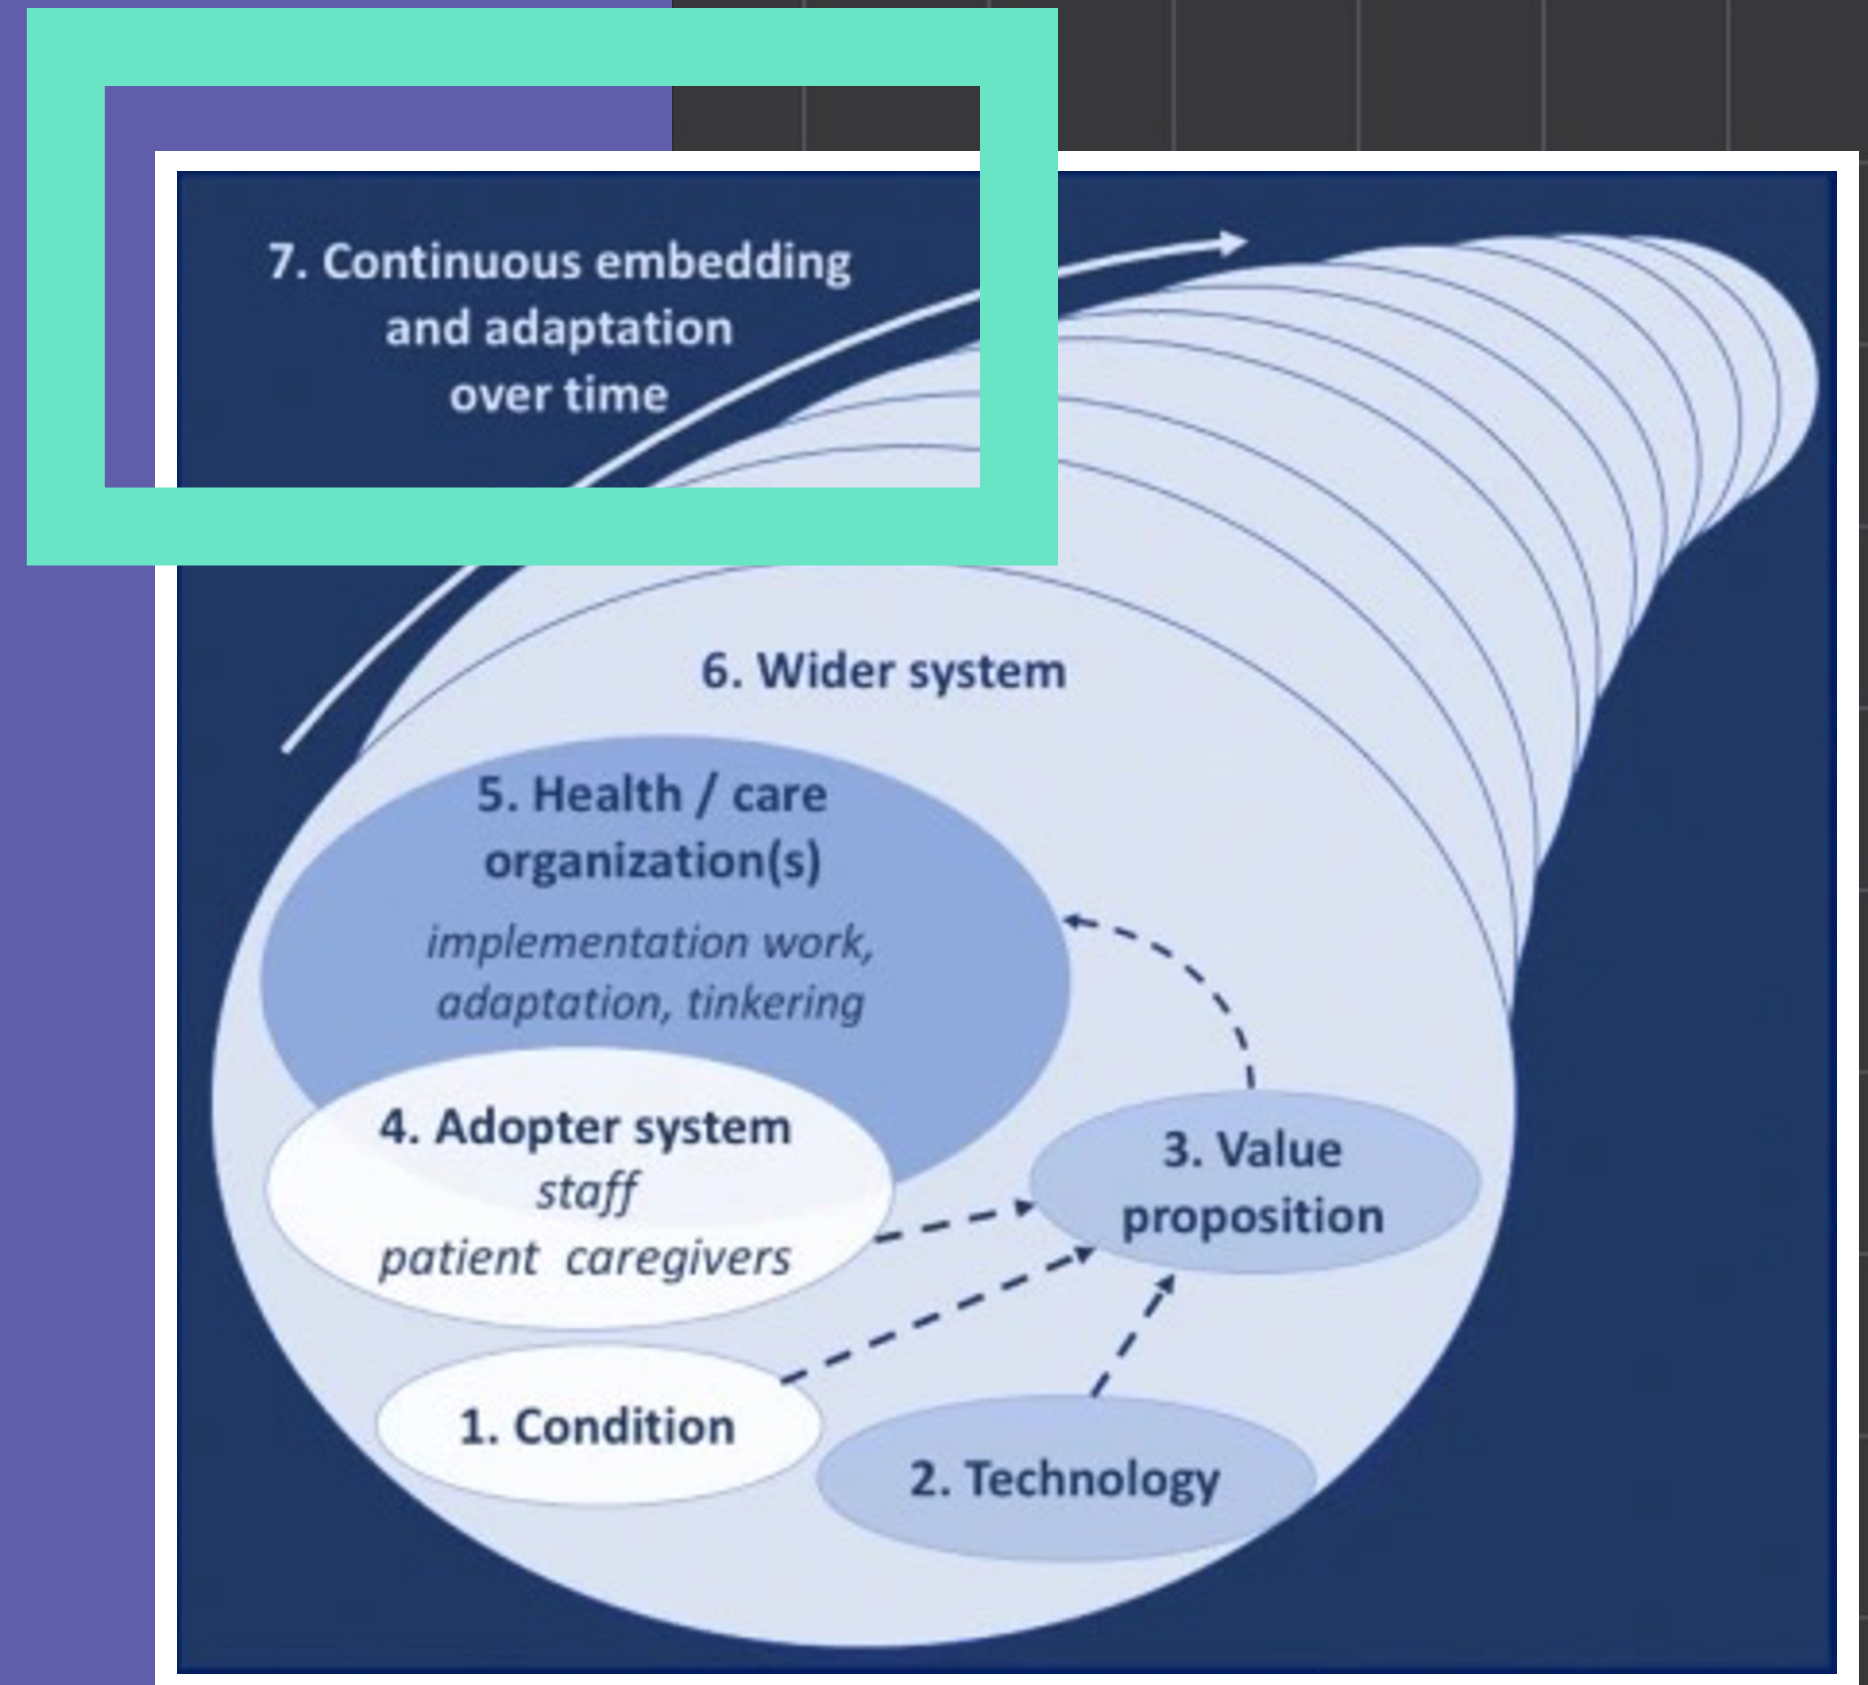 7. Continuous embedding
and adaptation
over time
6. Wider system
5. Health / care
organization(s)
implementation work,
adaptation, tinkering
4. Adopter system
staff
patient  caregivers
3. Value
proposition
1. Condition
2. Technology